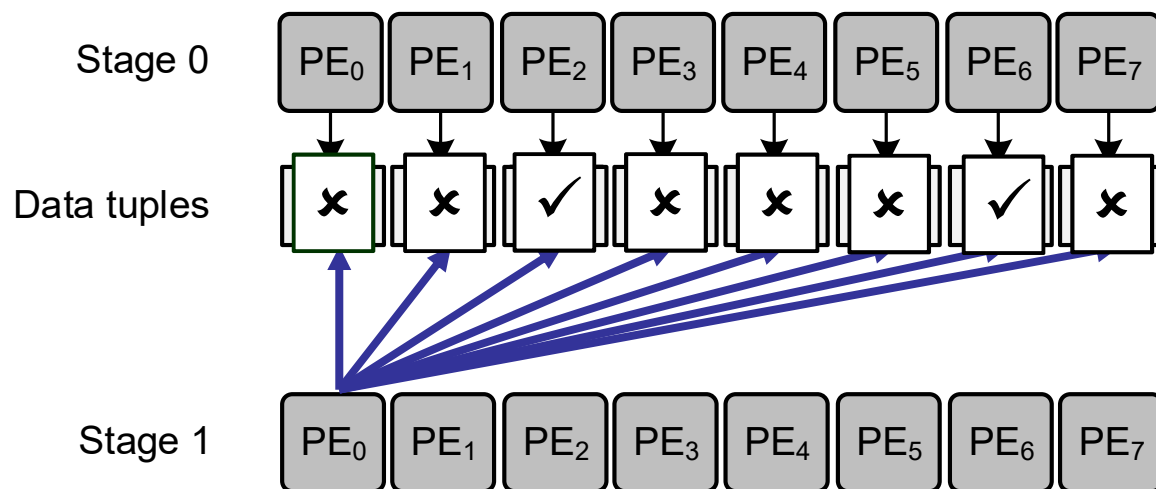 Stage 0 PE₀ PE₁ PE₂ PE₃ PE₄ PE₅ PE₆ PE₇
Data tuples ✘ ✘ ✓ ✘ ✘ ✘ ✓ ✘
Stage 1 PE₀ PE₁ PE₂ PE₃ PE₄ PE₅ PE₆ PE₇